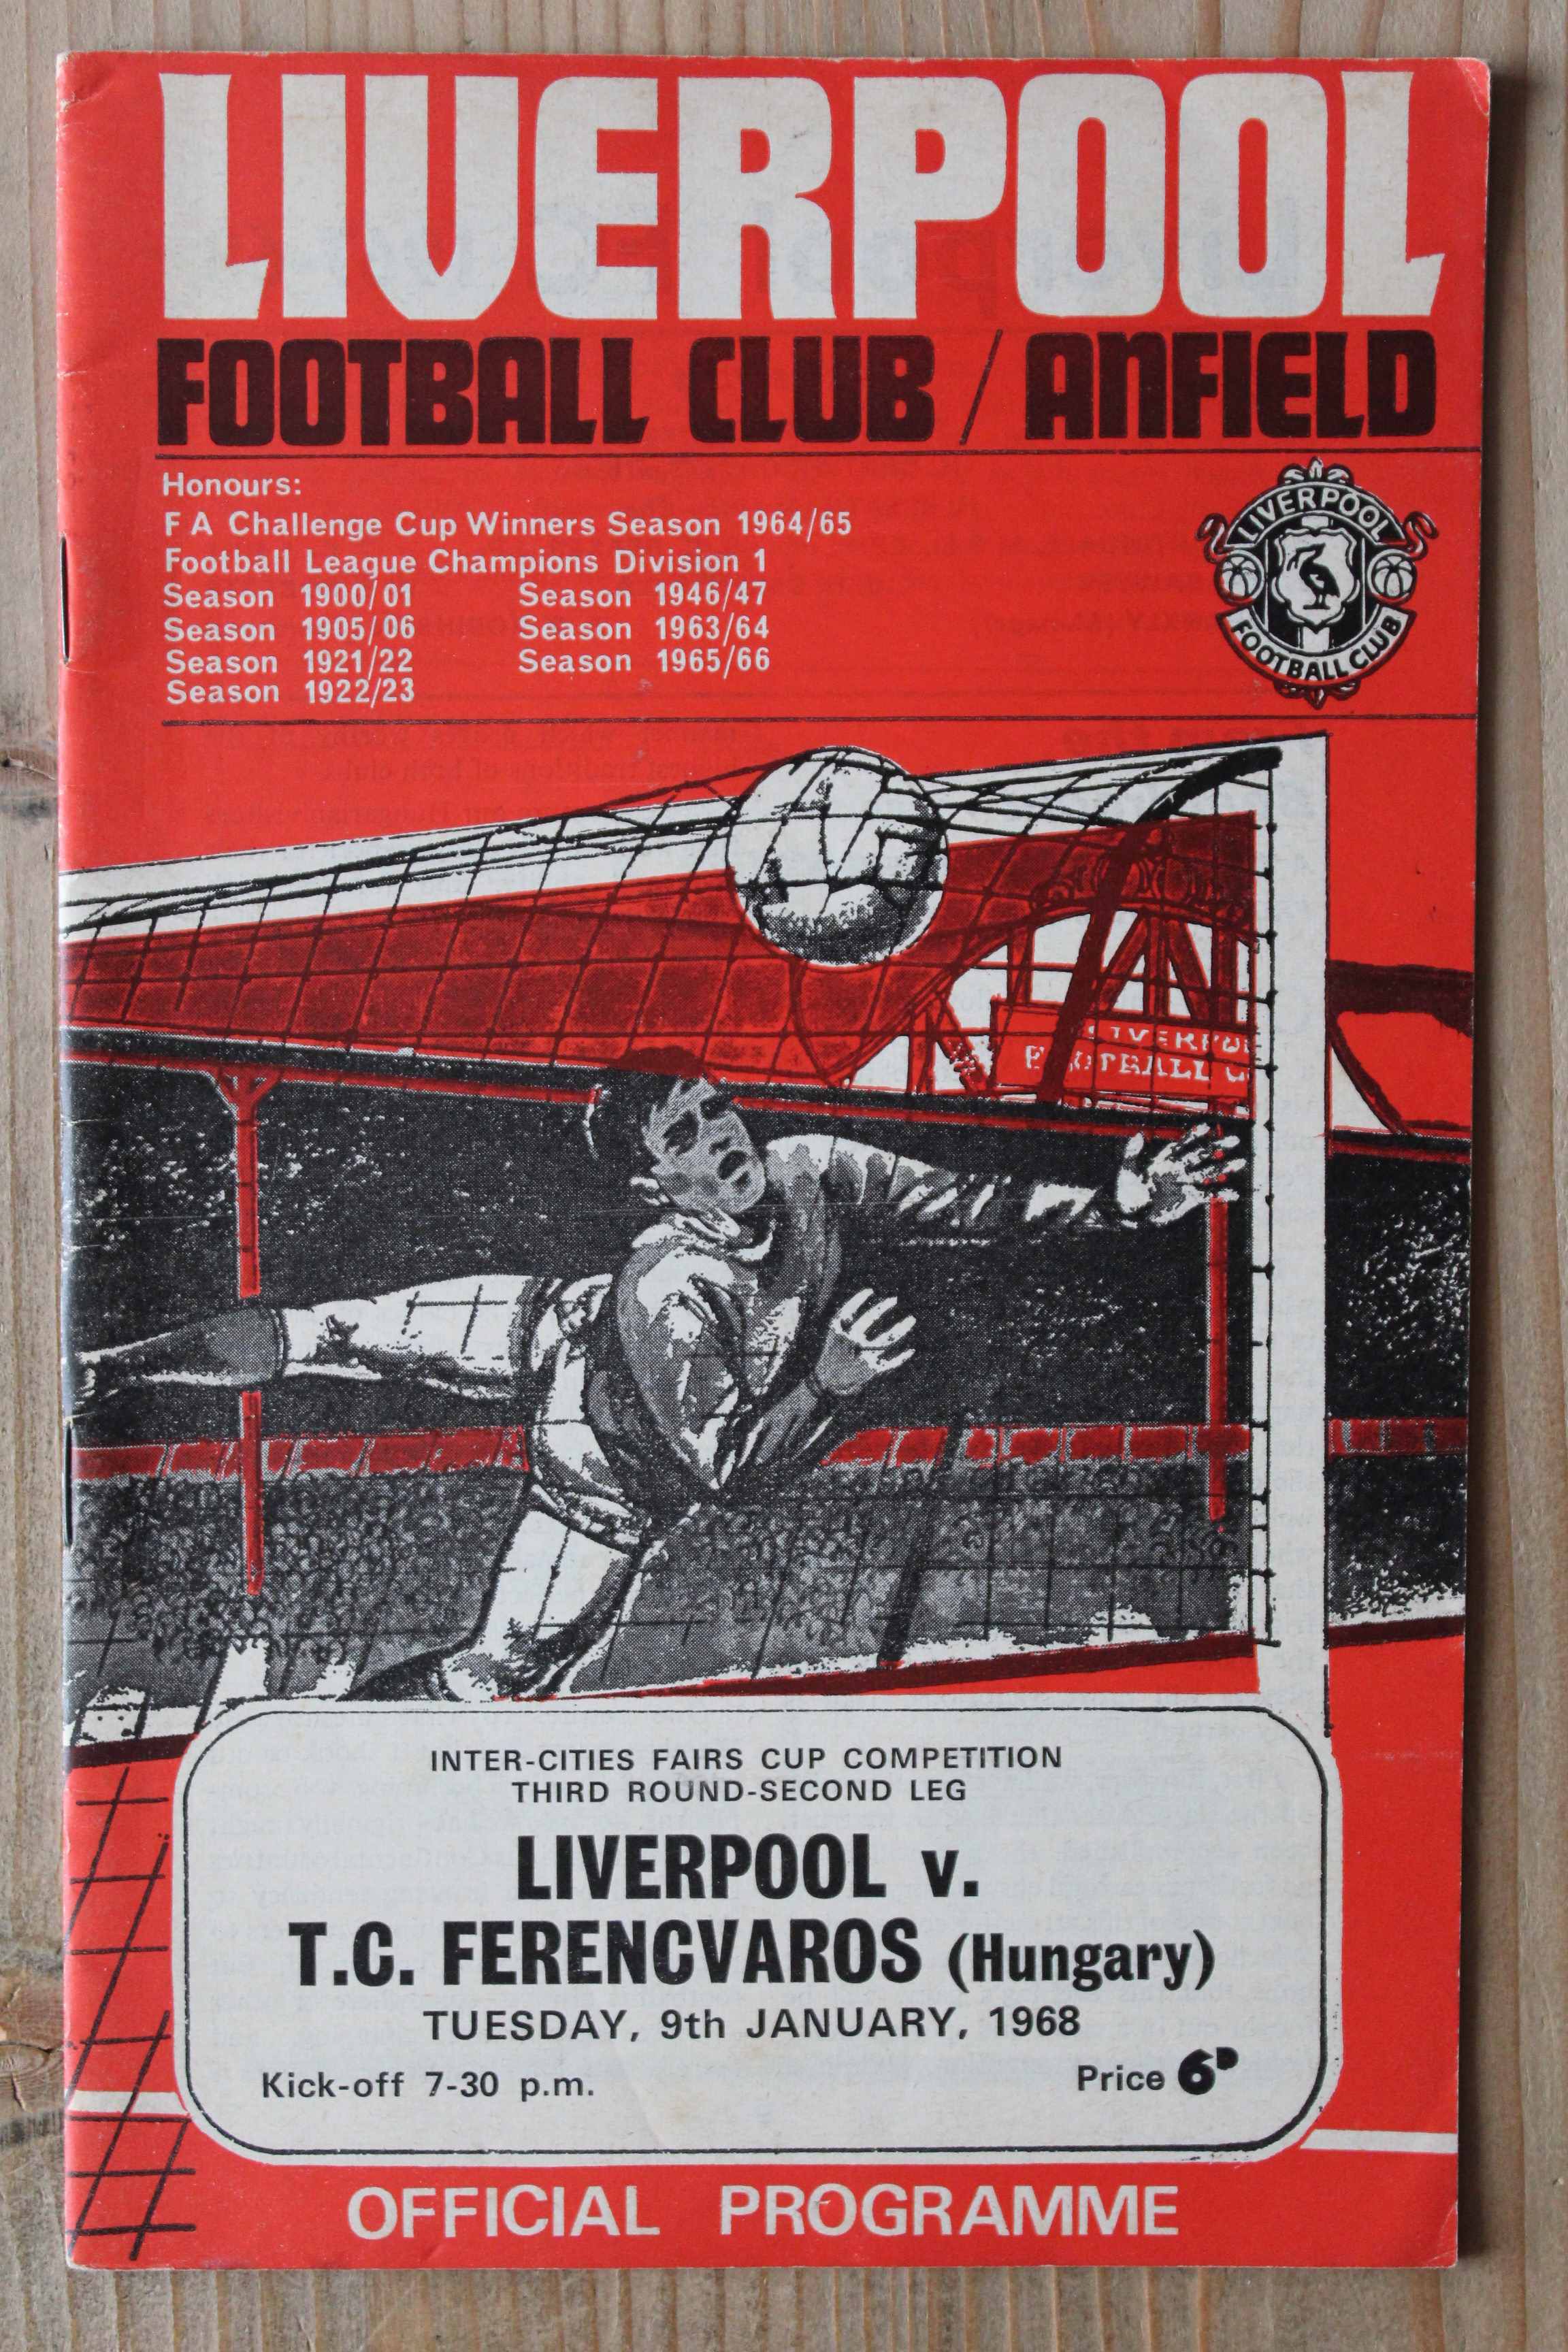 LIVERPOOL
FOOTBALL CLUB / ANFIELD
Honours:
F A Challenge Cup Winners Season 1964/65
Football League Champions Division 1
Season 1900/01 Season 1946/47
Season 1905/06 Season 1963/64
Season 1921/22 Season 1965/66
Season 1922/23
LIVERPOOL
FOOTBALL CLUB
INTER-CITIES FAIRS CUP COMPETITION
THIRD ROUND-SECOND LEG
LIVERPOOL v.
T.C. FERENCVAROS (Hungary)
TUESDAY, 9th JANUARY, 1968
Kick-off 7-30 p.m. Price 6D
OFFICIAL PROGRAMME